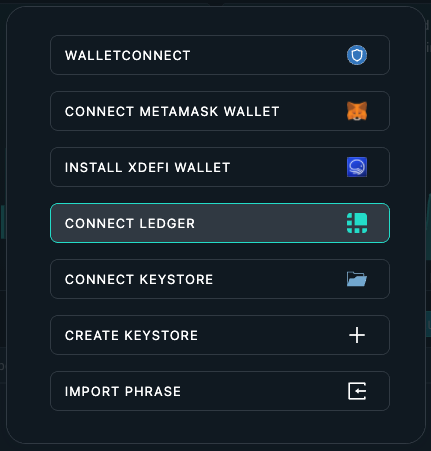 WALLETCONNECT
CONNECT METAMASK WALLET
INSTALL XDEFI WALLET
CONNECT LEDGER
CONNECT KEYSTORE
CREATE KEYSTORE
IMPORT PHRASE